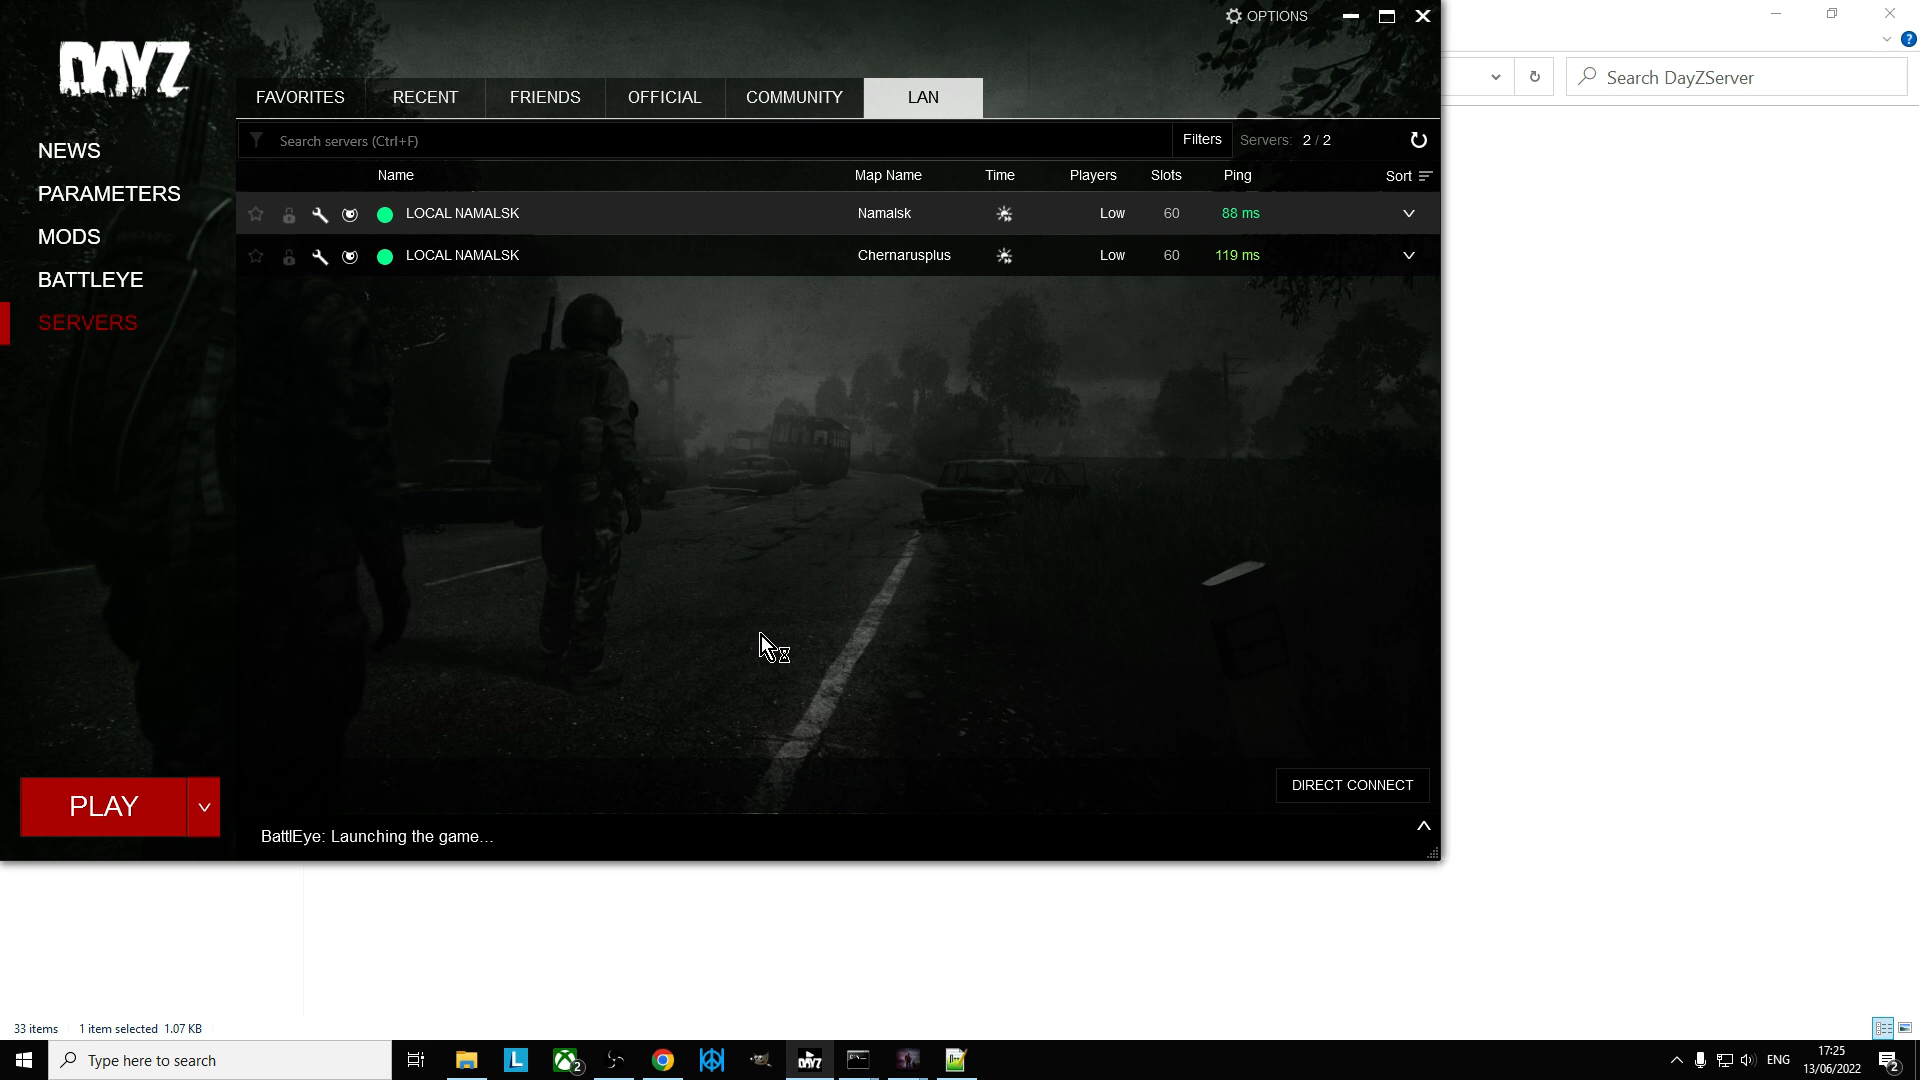 OPTIONS
DAYZ
Search DayZServer
FAVORITES RECENT FRIENDS OFFICIAL COMMUNITY LAN
Search servers (Ctrl+F) Filters Servers: 2 / 2
NEWS
PARAMETERS
MODS
BATTLEYE
SERVERS
Name Map Name Time Players Slots Ping Sort
LOCAL NAMALSK Namalsk Low 60 88 ms
LOCAL NAMALSK Chernarusplus Low 60 119 ms
PLAY
DIRECT CONNECT
BattlEye: Launching the game...
33 items 1 item selected 1.07 KB
Type here to search
L
2
DAYZ
ENG
17:25
13/06/2022
2